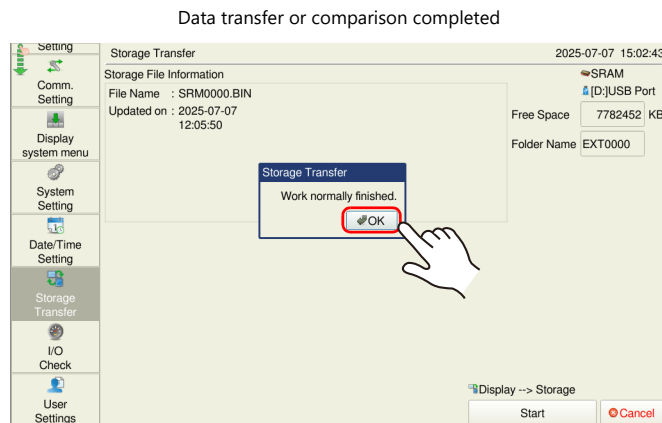 Data transfer or comparison completed
Setting
Storage Transfer
2025-07-07 15:02:43
Comm.
Setting
Display
system menu
System
Setting
Date/Time
Setting
Storage
Transfer
I/O
Check
User
Settings
Storage File Information
File Name : SRM0000.BIN
Updated on : 2025-07-07
12:05:50
SRAM
[D:]USB Port
Free Space 7782452 KB
Folder Name EXT0000
Storage Transfer
Work normally finished.
OK
Display --> Storage
Start
Cancel